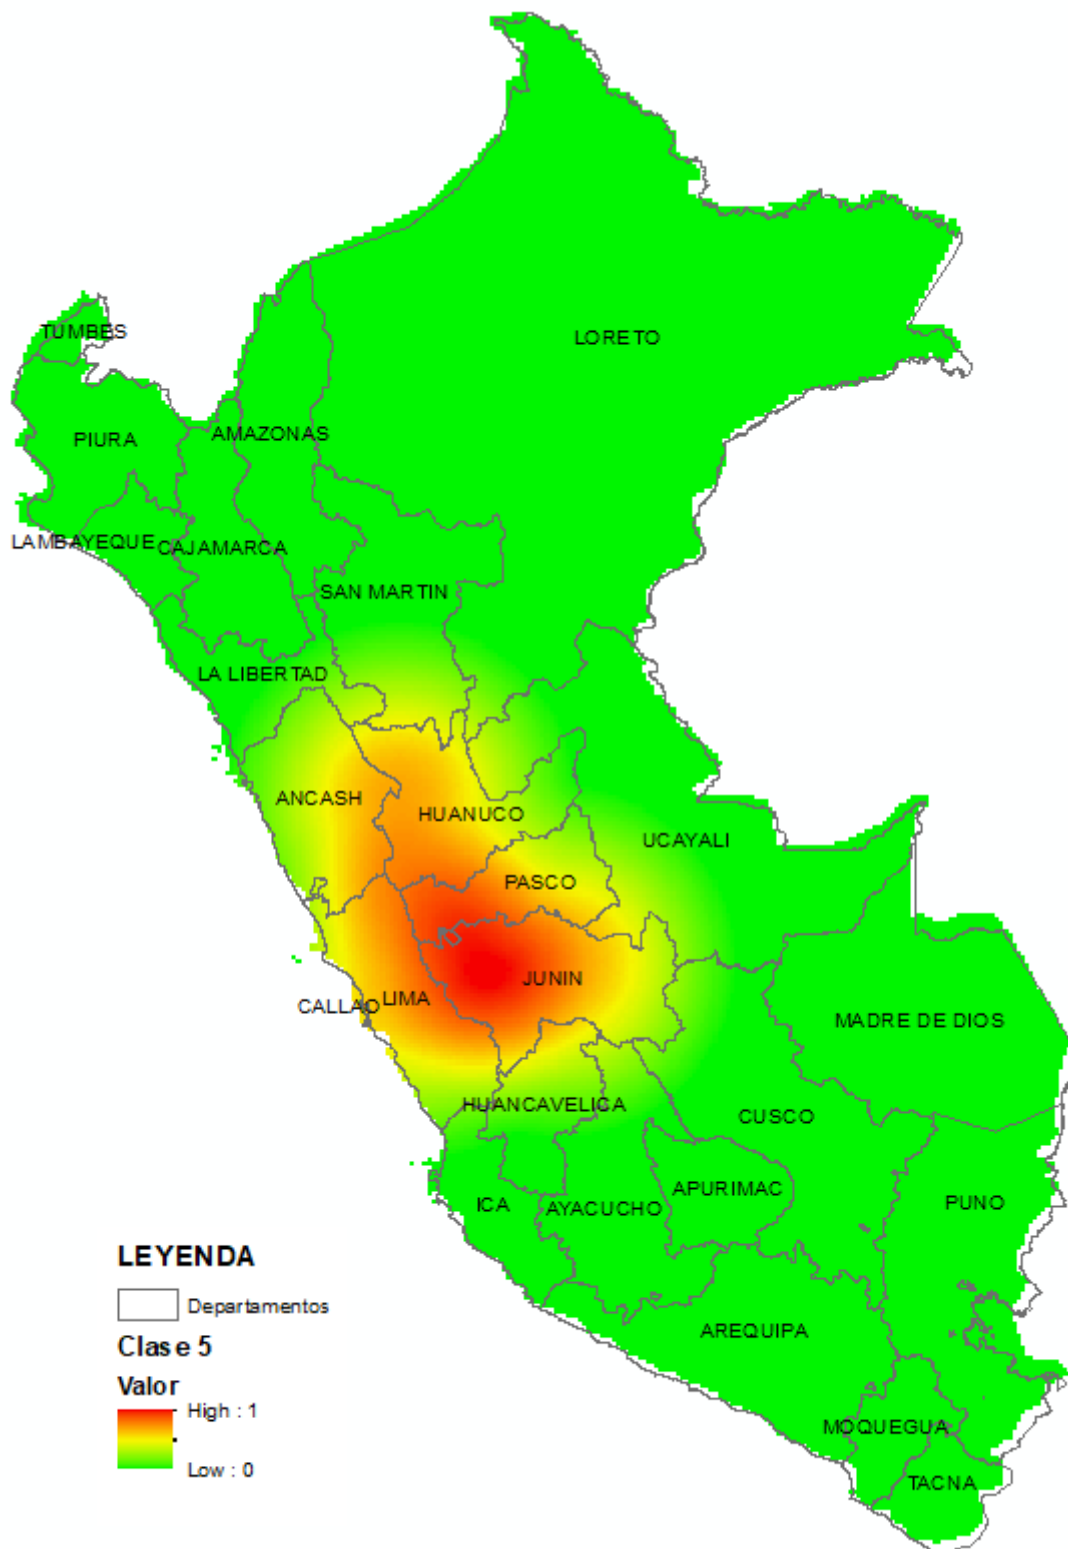 TUMBES
LORETO
PIURA
AMAZONAS
LAMBAYEQUE
CAJAMARCA
SAN MARTIN
LA LIBERTAD
ANCASH
HUANUCO
UCAYALI
PASCO
JUNIN
CALLAO
LIMA
MADRE DE DIOS
HUANCAVELICA
CUSCO
APURIMAC
ICA
AYACUCHO
PUNO
LEYENDA
Departamentos
AREQUIPA
Clase 5
Valor
High : 1
MOQUEGUA
Low : 0
TACNA